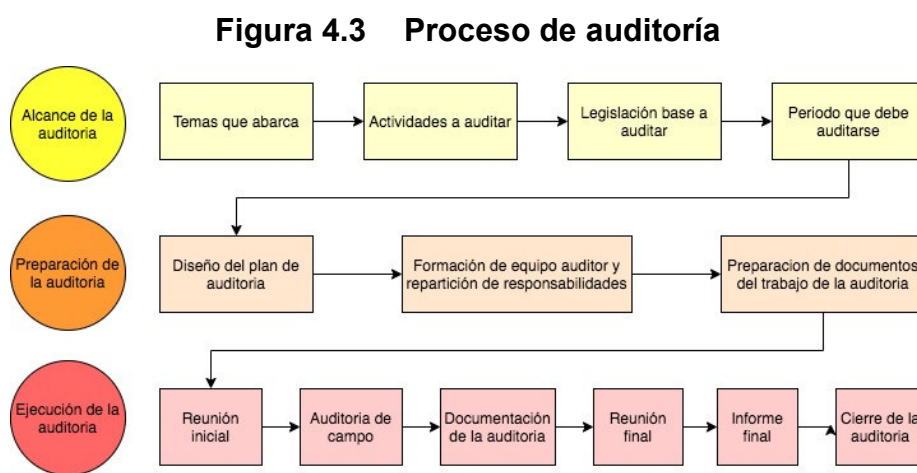 Figura 4.3 Proceso de auditoría
Alcance de la
auditoria
Temas que abarca
Actividades a auditar
Legislación base a
auditar
Periodo que debe
auditarse
Preparación de
la auditoria
Diseño del plan de
auditoria
Formación de equipo auditor y
repartición de responsabilidades
Preparacion de documentos
del trabajo de la auditoria
Ejecución de la
auditoria
Reunión
inicial
Auditoria de
campo
Documentación
de la auditoria
Reunión
final
Informe
final
Cierre de la
auditoria